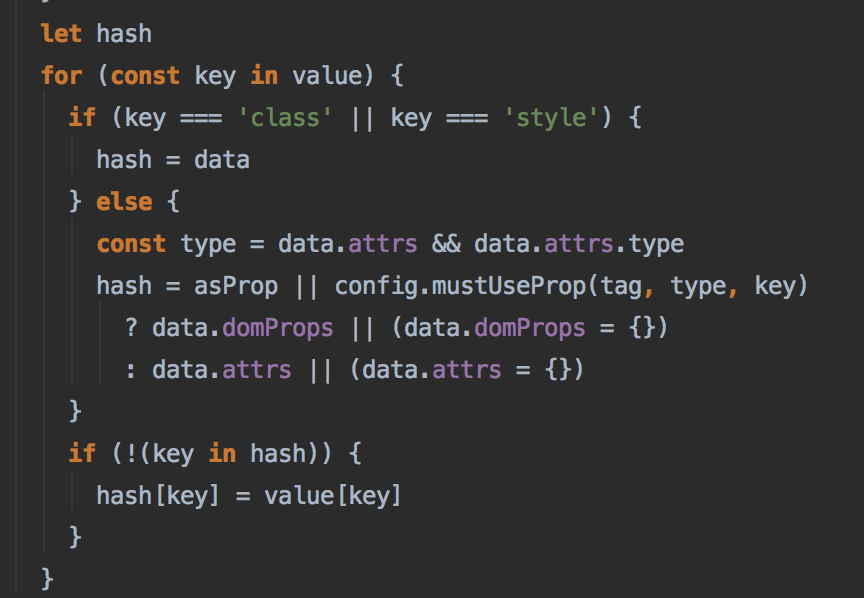 let hash
for (const key in value) {
  if (key === 'class' || key === 'style') {
    hash = data
  } else {
    const type = data.attrs && data.attrs.type
    hash = asProp || config.mustUseProp(tag, type, key)
      ? data.domProps || (data.domProps = {})
      : data.attrs || (data.attrs = {})
  }
  if (!(key in hash)) {
    hash[key] = value[key]
  }
}